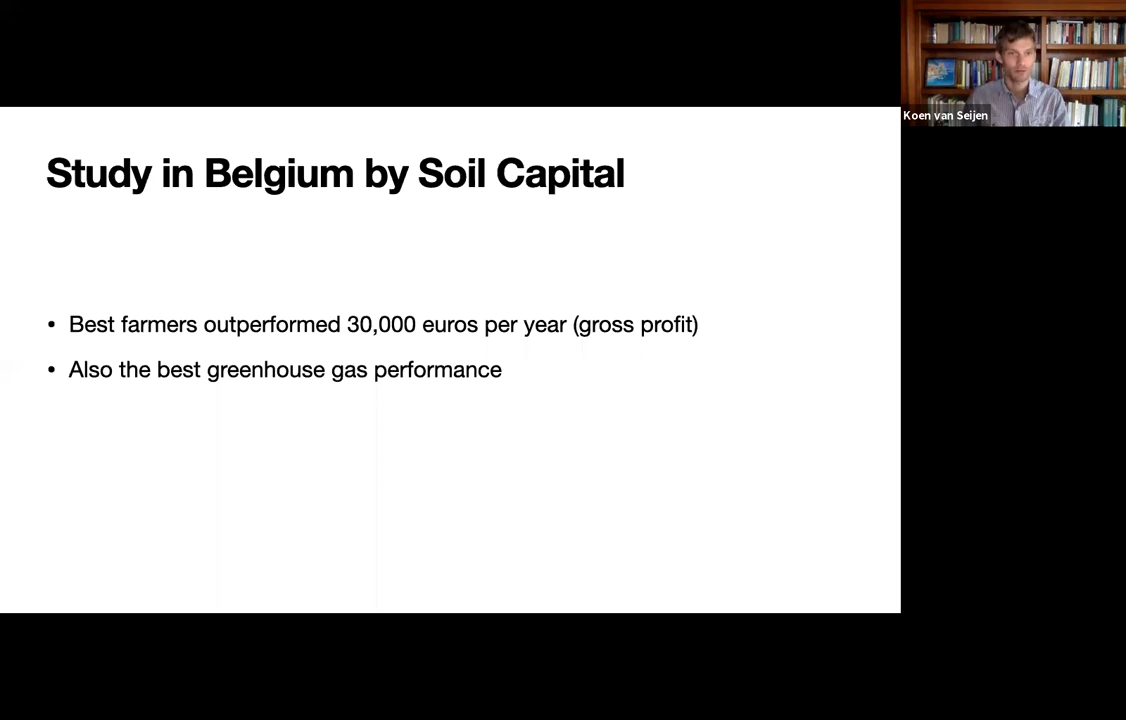 Koen van Seijen
Study in Belgium by Soil Capital
• Best farmers outperformed 30,000 euros per year (gross profit)
• Also the best greenhouse gas performance